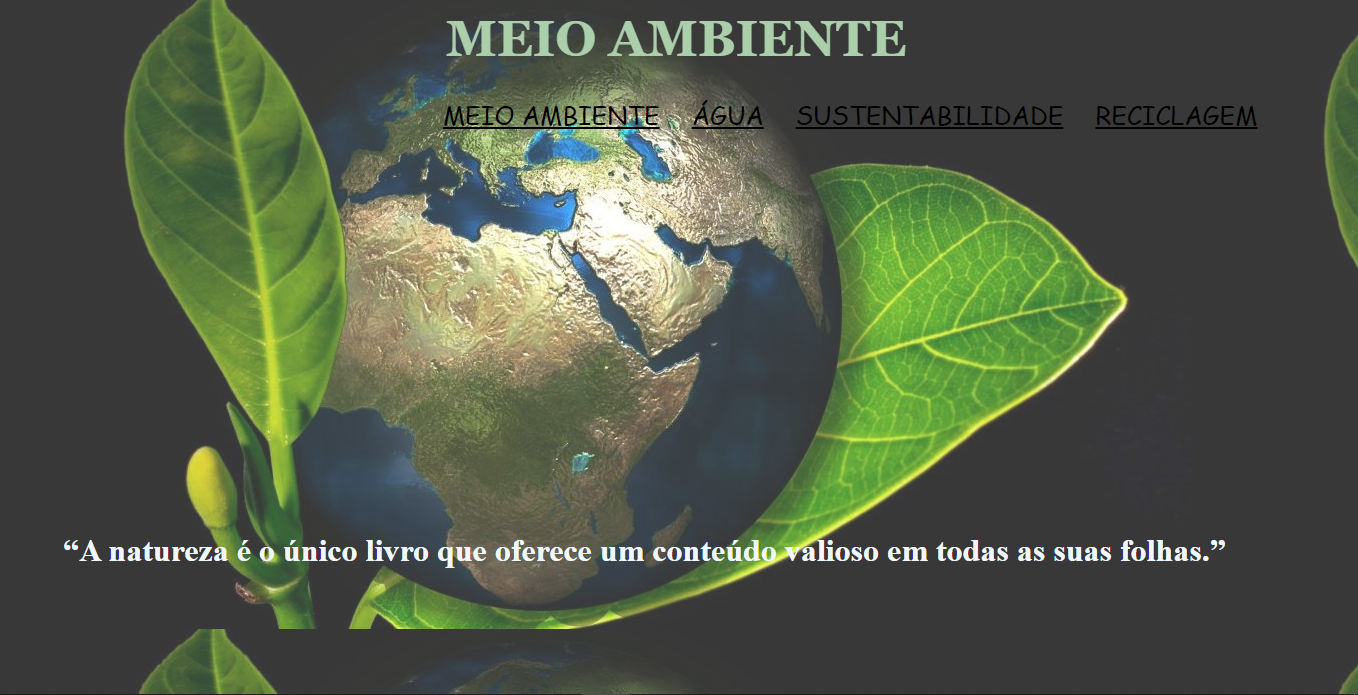 MEIO AMBIENTE
MEIO AMBIENTE ÁGUA SUSTENTABILIDADE RECICLAGEM
“A natureza é o único livro que oferece um conteúdo valioso em todas as suas folhas.”